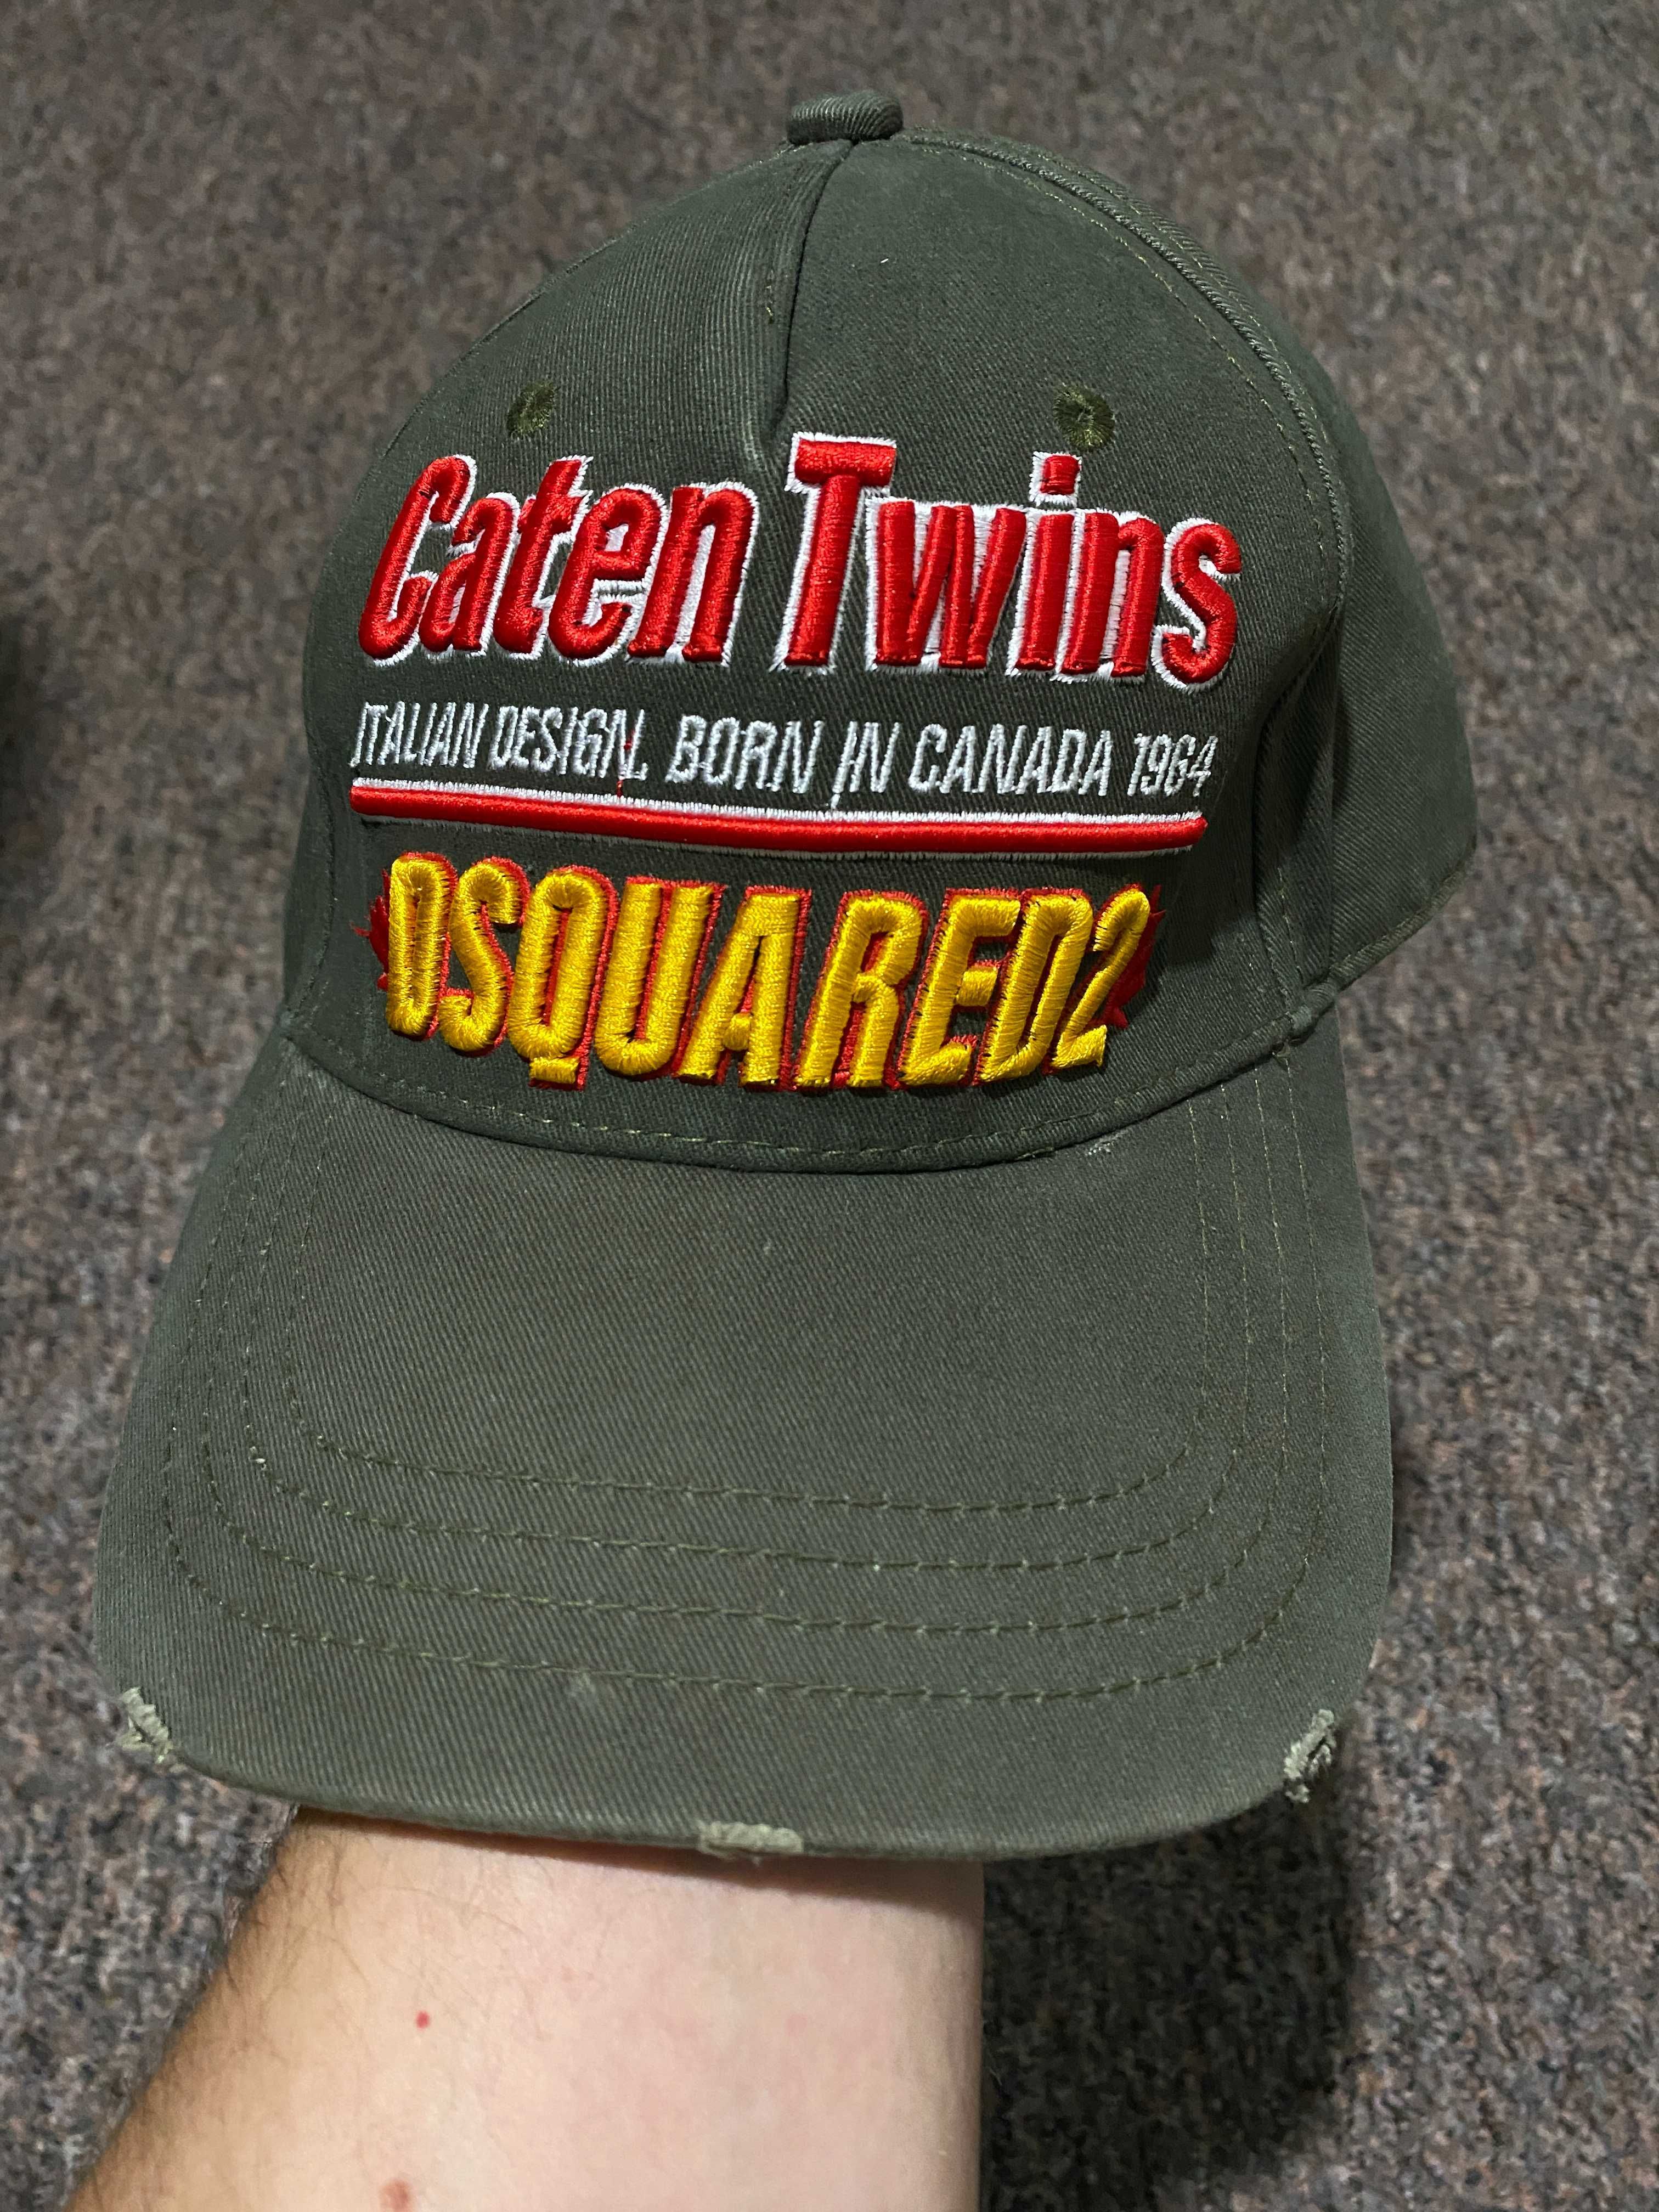 Caten Twins
ITALIAN DESIGN, BORN IN CANADA 1964
DSQUARED2